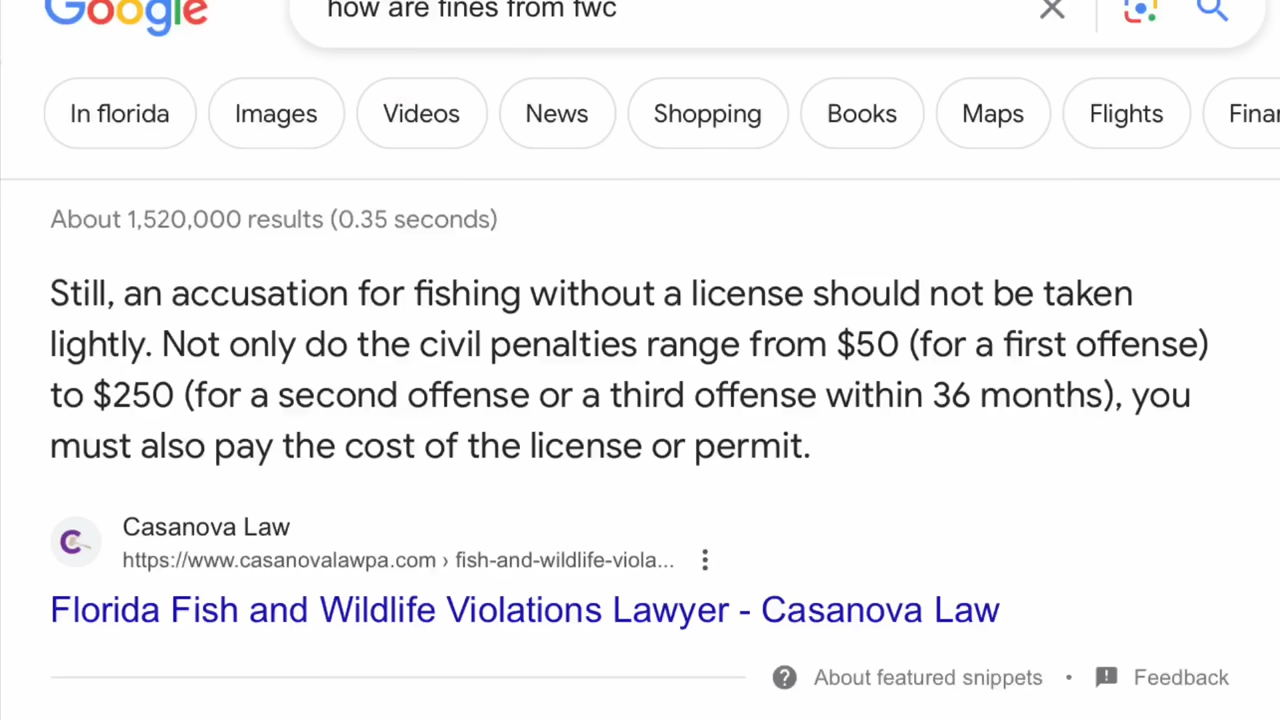 Google
how are fines from fwc
In florida Images Videos News Shopping Books Maps Flights Finan
About 1,520,000 results (0.35 seconds)
Still, an accusation for fishing without a license should not be taken
lightly. Not only do the civil penalties range from $50 (for a first offense)
to $250 (for a second offense or a third offense within 36 months), you
must also pay the cost of the license or permit.
C
Casanova Law
https://www.casanovalawpa.com › fish-and-wildlife-viola...
Florida Fish and Wildlife Violations Lawyer - Casanova Law
About featured snippets • Feedback